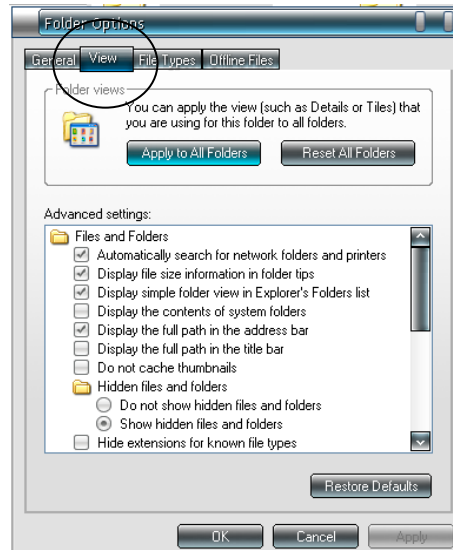 Folder Options
General View File Types Offline Files
Folder views
You can apply the view (such as Details or Tiles) that
you are using for this folder to all folders.
Apply to All Folders Reset All Folders
Advanced settings:
Files and Folders
Automatically search for network folders and printers
Display file size information in folder tips
Display simple folder view in Explorer's Folders list
Display the contents of system folders
Display the full path in the address bar
Display the full path in the title bar
Do not cache thumbnails
Hidden files and folders
Do not show hidden files and folders
Show hidden files and folders
Hide extensions for known file types
Restore Defaults
OK Cancel Apply